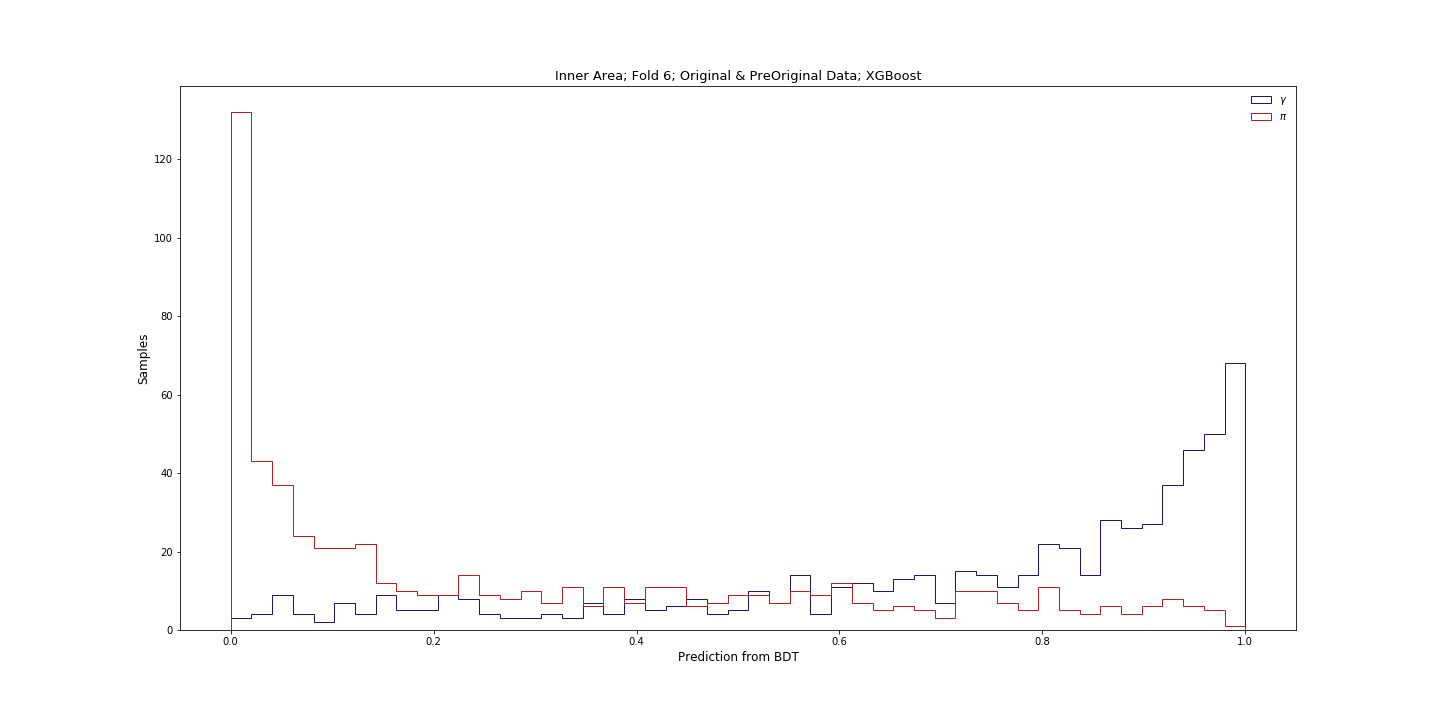 Inner Area; Fold 6; Original & PreOriginal Data; XGBoost
γ
π
120
100
80
60
40
20
0
Samples
0.0 0.2 0.4 0.6 0.8 1.0
Prediction from BDT